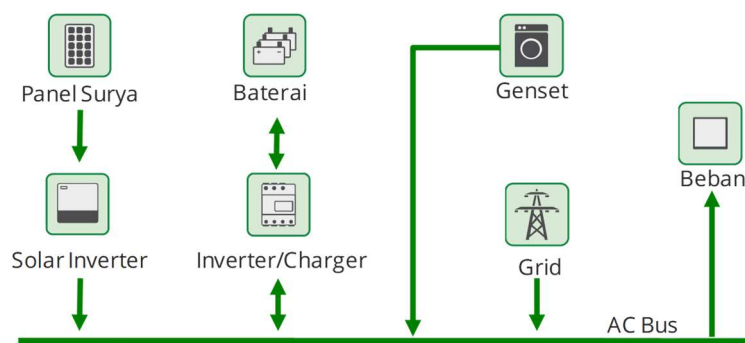 Panel Surya
Baterai
Genset
Beban
Solar Inverter
Inverter/Charger
Grid
AC Bus